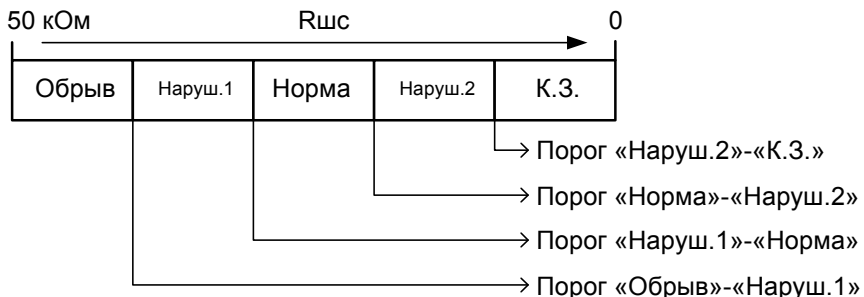 50 кОм Rшс 0
Обрыв Наруш.1 Норма Наруш.2 К.З.
Порог «Наруш.2»-«К.З.»
Порог «Норма»-«Наруш.2»
Порог «Наруш.1»-«Норма»
Порог «Обрыв»-«Наруш.1»